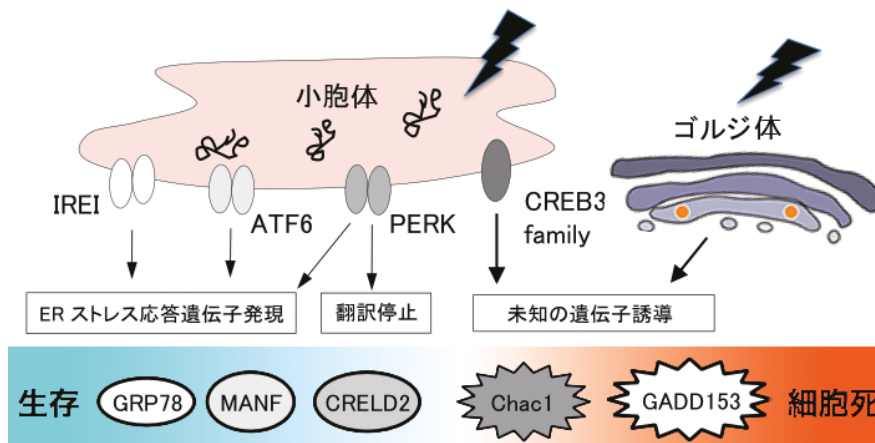 小胞体
ゴルジ体
IREI
ATF6
PERK
CREB3
family
ER ストレス応答遺伝子発現
翻訳停止
未知の遺伝子誘導
生存
GRP78
MANF
CRELD2
Chac1
GADD153
細胞死